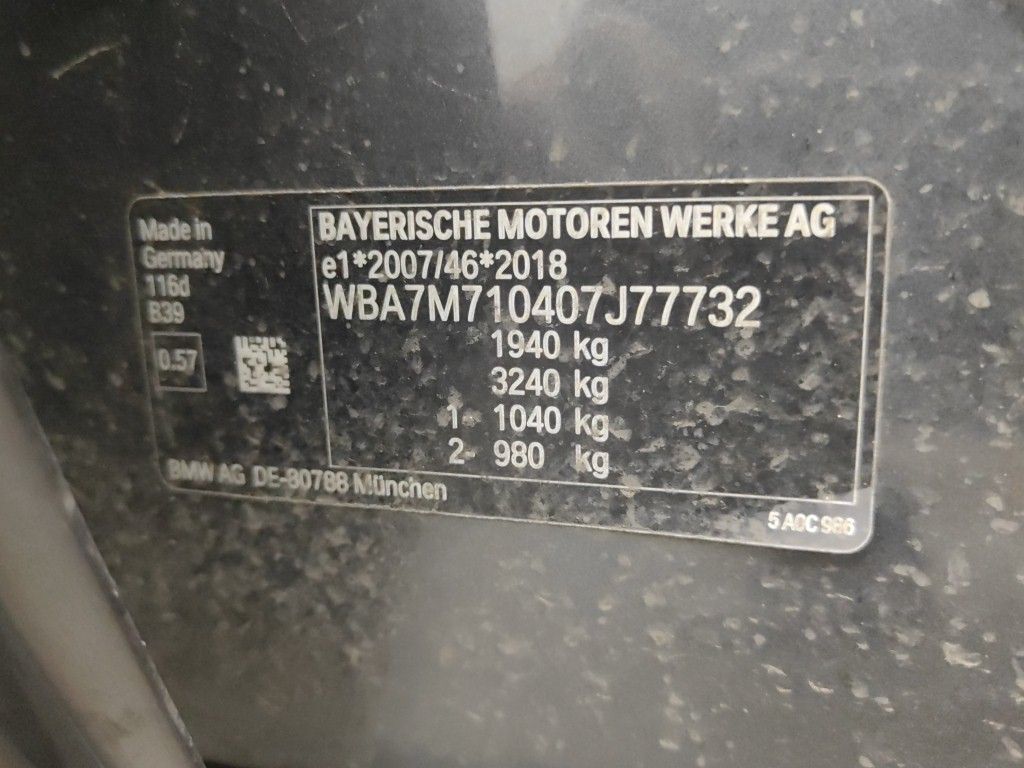 Made in
Germany
116d
B39
0.57
BAYERISCHE MOTOREN WERKE AG
e1*2007/46*2018
WBA7M710407J77732
1940 kg
3240 kg
1- 1040 kg
2- 980 kg
BMW AG DE-80788 München
5 A0C 986